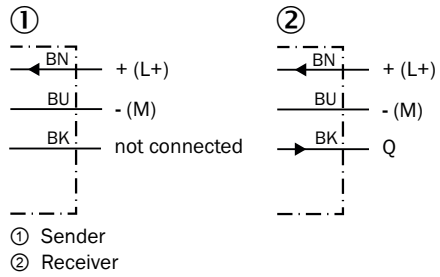 ① ②
BN + (L+) BN + (L+)
BU - (M) BU - (M)
BK not connected BK Q
① Sender
② Receiver